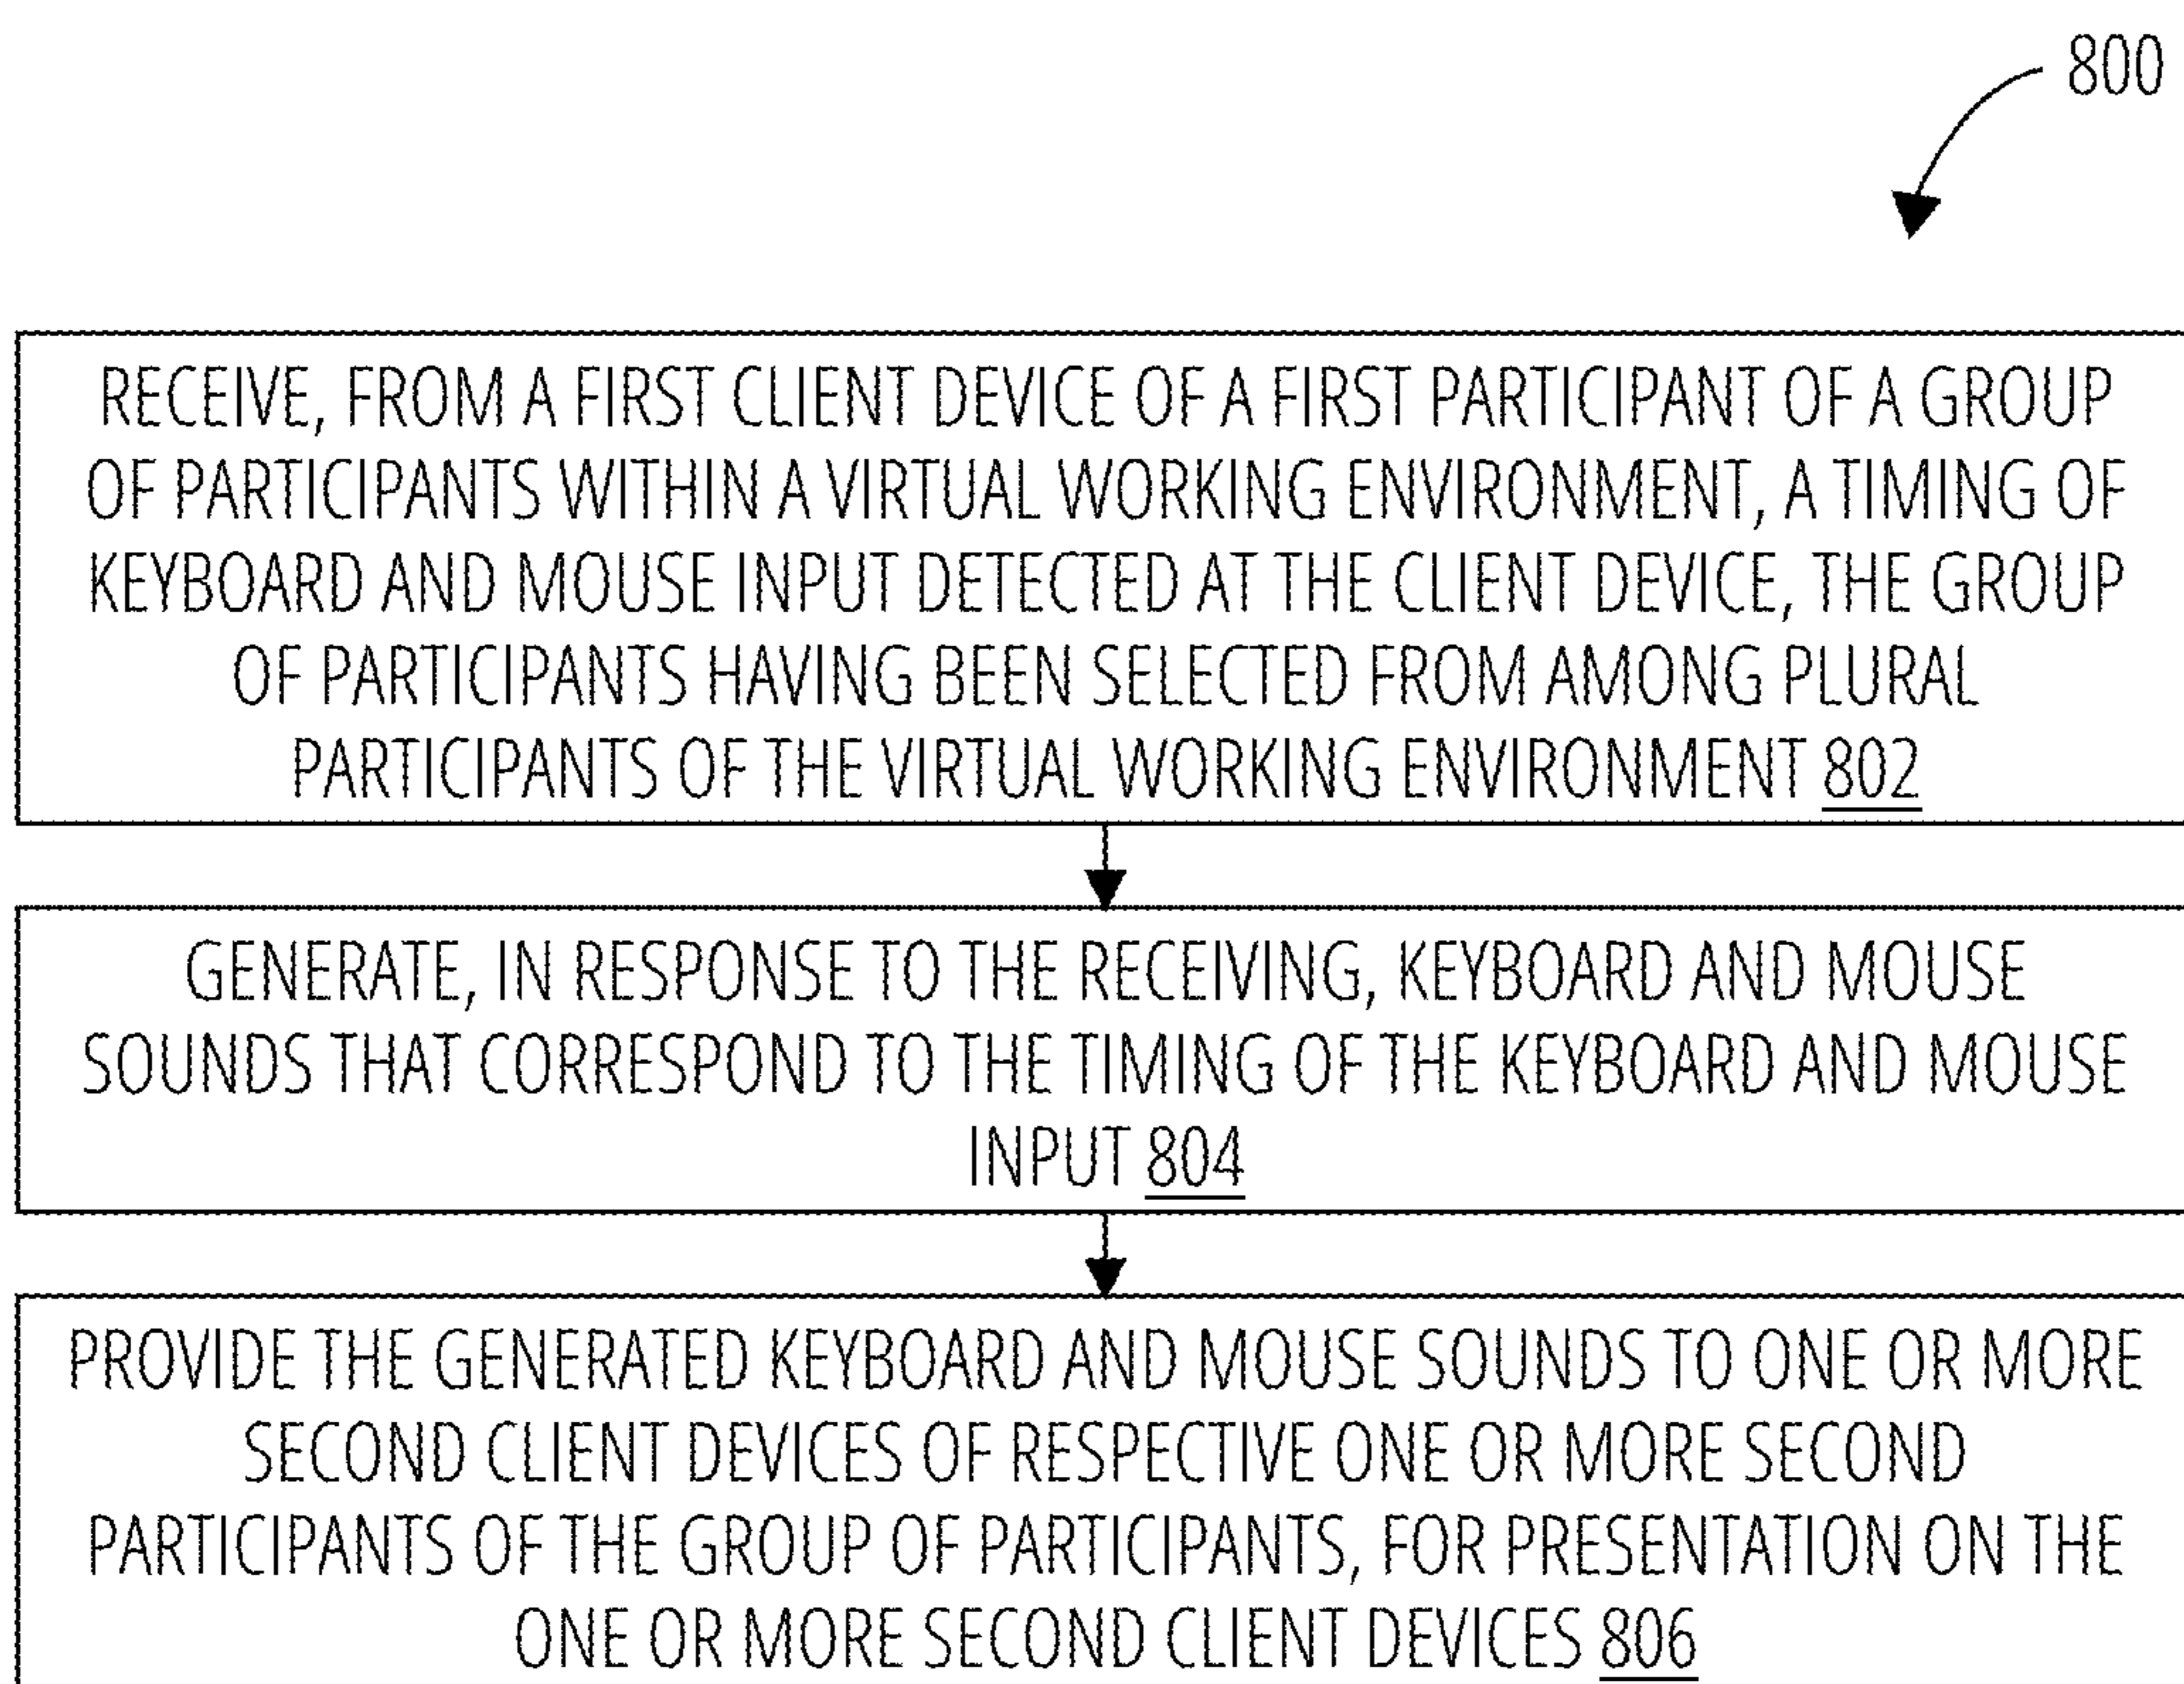 800
RECEIVE, FROM A FIRST CLIENT DEVICE OF A FIRST PARTICIPANT OF A GROUP
OF PARTICIPANTS WITHIN A VIRTUAL WORKING ENVIRONMENT, A TIMING OF
KEYBOARD AND MOUSE INPUT DETECTED AT THE CLIENT DEVICE, THE GROUP
OF PARTICIPANTS HAVING BEEN SELECTED FROM AMONG PLURAL
PARTICIPANTS OF THE VIRTUAL WORKING ENVIRONMENT 802
GENERATE, IN RESPONSE TO THE RECEIVING, KEYBOARD AND MOUSE
SOUNDS THAT CORRESPOND TO THE TIMING OF THE KEYBOARD AND MOUSE
INPUT 804
PROVIDE THE GENERATED KEYBOARD AND MOUSE SOUNDS TO ONE OR MORE
SECOND CLIENT DEVICES OF RESPECTIVE ONE OR MORE SECOND
PARTICIPANTS OF THE GROUP OF PARTICIPANTS, FOR PRESENTATION ON THE
ONE OR MORE SECOND CLIENT DEVICES 806